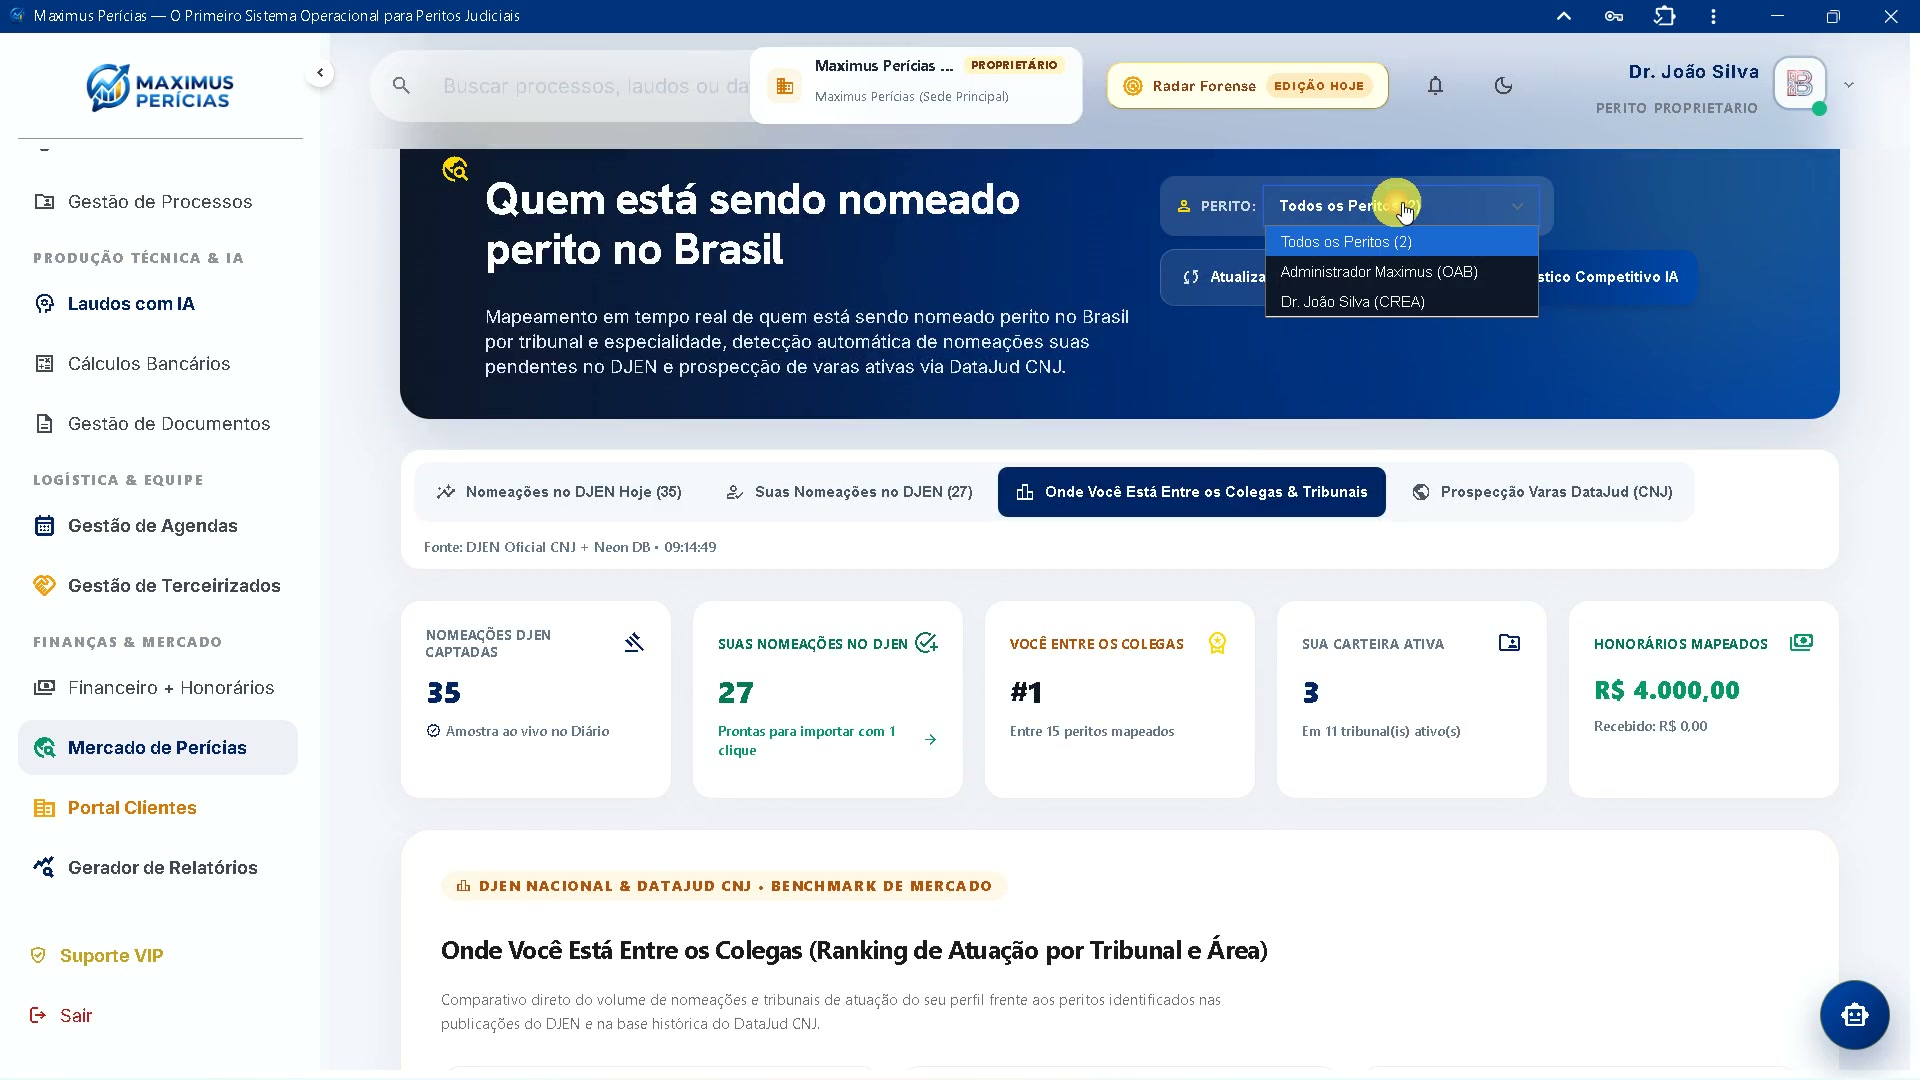 Maximus Perícias — O Primeiro Sistema Operacional para Peritos Judiciais
MAXIMUS
PERÍCIAS
Buscar processos, laudos ou da
Maximus Perícias ...
PROPRIETÁRIO
Maximus Perícias (Sede Principal)
Radar Forense
EDIÇÃO HOJE
Dr. João Silva
PERITO PROPRIETARIO
Gestão de Processos
PRODUÇÃO TÉCNICA & IA
Laudos com IA
Cálculos Bancários
Gestão de Documentos
LOGÍSTICA & EQUIPE
Gestão de Agendas
Gestão de Terceirizados
FINANÇAS & MERCADO
Financeiro + Honorários
Mercado de Perícias
Portal Clientes
Gerador de Relatórios
Suporte VIP
Sair
Quem está sendo nomeado
perito no Brasil
Mapeamento em tempo real de quem está sendo nomeado perito no Brasil
por tribunal e especialidade, detecção automática de nomeações suas
pendentes no DJEN e prospecção de varas ativas via DataJud CNJ.
PERITO:
Todos os Peritos (2)
Todos os Peritos (2)
Administrador Maximus (OAB)
Dr. João Silva (CREA)
Atualiza
stico Competitivo IA
Nomeações no DJEN Hoje (35)
Suas Nomeações no DJEN (27)
Onde Você Está Entre os Colegas & Tribunais
Prospecção Varas DataJud (CNJ)
Fonte: DJEN Oficial CNJ + Neon DB • 09:14:49
NOMEAÇÕES DJEN
CAPTADAS
35
Amostra ao vivo no Diário
SUAS NOMEAÇÕES NO DJEN
27
Prontas para importar com 1
clique
VOCÊ ENTRE OS COLEGAS
#1
Entre 15 peritos mapeados
SUA CARTEIRA ATIVA
3
Em 11 tribunal(is) ativo(s)
HONORÁRIOS MAPEADOS
R$ 4.000,00
Recebido: R$ 0,00
DJEN NACIONAL & DATAJUD CNJ • BENCHMARK DE MERCADO
Onde Você Está Entre os Colegas (Ranking de Atuação por Tribunal e Área)
Comparativo direto do volume de nomeações e tribunais de atuação do seu perfil frente aos peritos identificados nas
publicações do DJEN e na base histórica do DataJud CNJ.